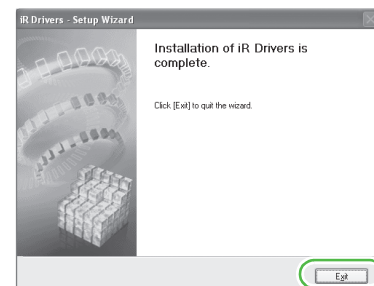 iR Drivers - Setup Wizard
Installation of iR Drivers is
complete.
Click [Exit] to quit the wizard.
Exit